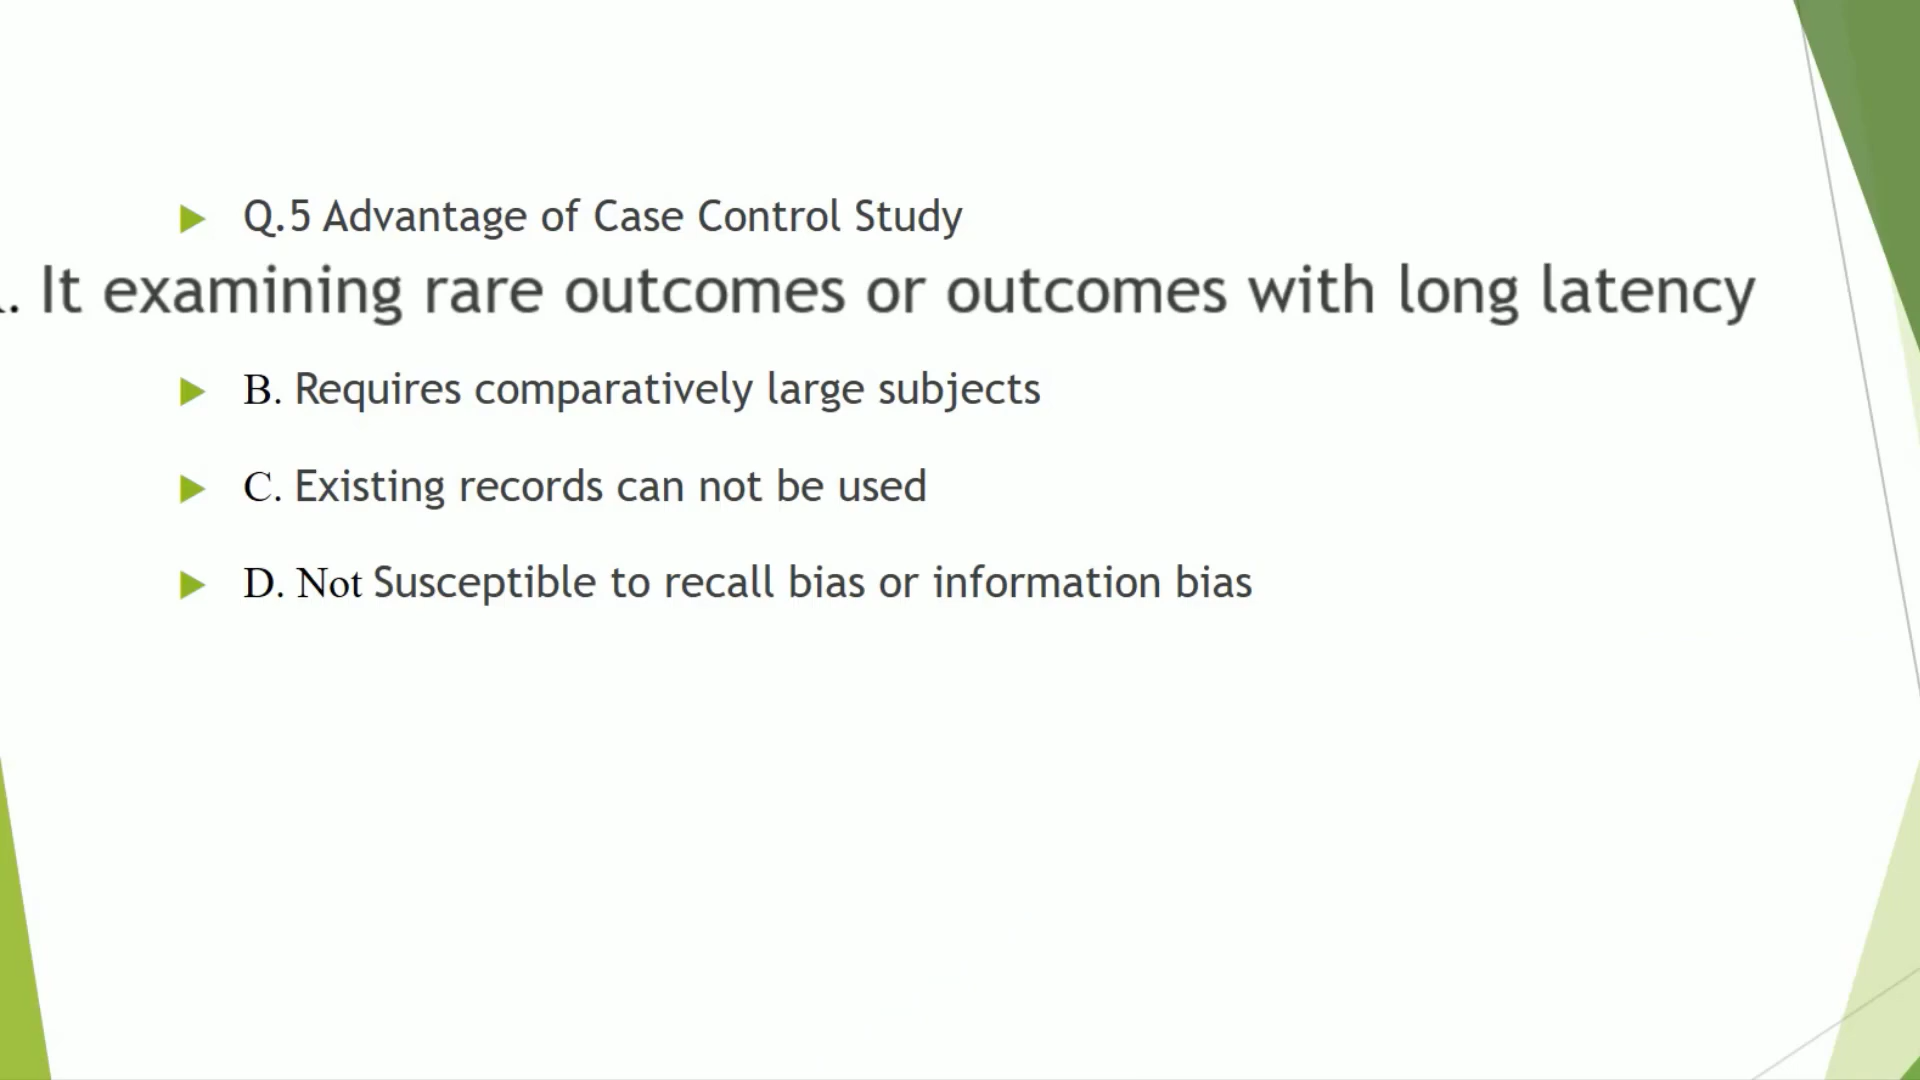 Q.5 Advantage of Case Control Study
. It examining rare outcomes or outcomes with long latency
B. Requires comparatively large subjects
C. Existing records can not be used
D. Not Susceptible to recall bias or information bias